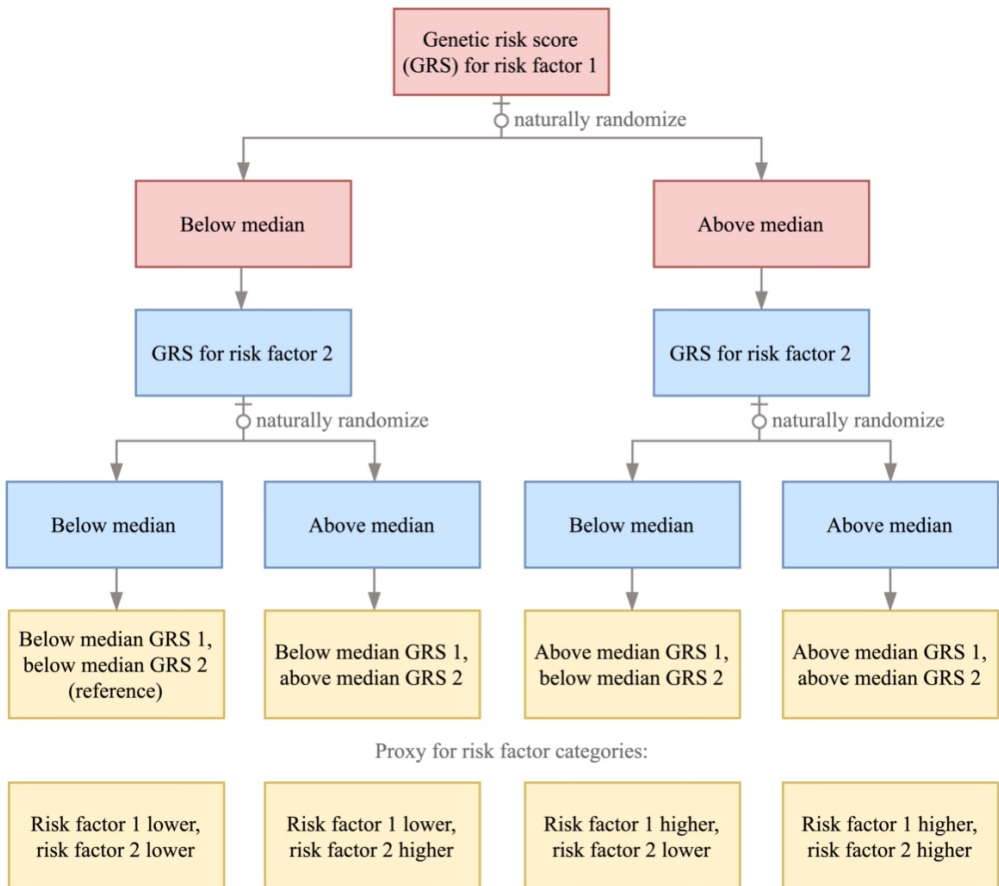 Genetic risk score
(GRS) for risk factor 1
naturally randomize
Below median
Above median
GRS for risk factor 2
GRS for risk factor 2
naturally randomize
naturally randomize
Below median
Above median
Below median
Above median
Below median GRS 1,
below median GRS 2
(reference)
Below median GRS 1,
above median GRS 2
Above median GRS 1,
below median GRS 2
Above median GRS 1,
above median GRS 2
Proxy for risk factor categories:
Risk factor 1 lower,
risk factor 2 lower
Risk factor 1 lower,
risk factor 2 higher
Risk factor 1 higher,
risk factor 2 lower
Risk factor 1 higher,
risk factor 2 higher